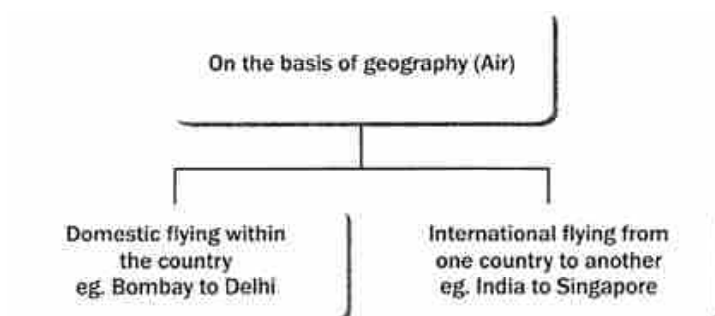 On the basis of geography (Air)
Domestic flying within
the country
eg. Bombay to Delhi
International flying from
one country to another
eg. India to Singapore